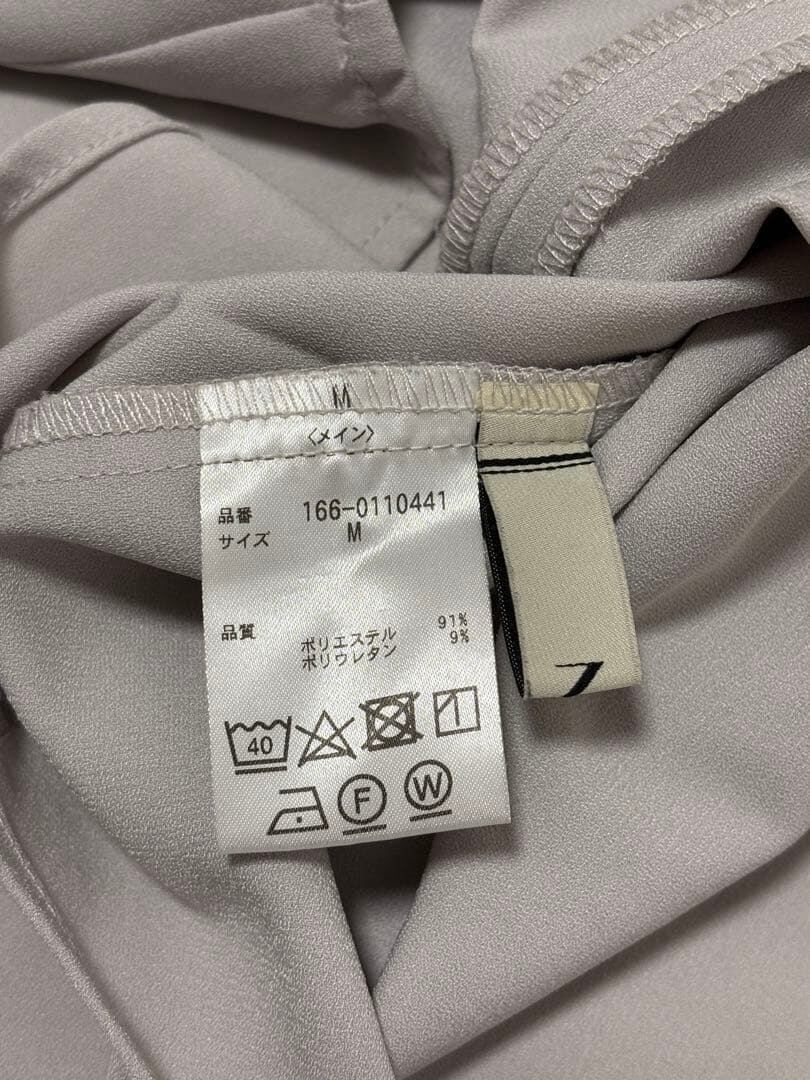 M
〈メイン〉
品番 166-0110441
サイズ M
品質 ポリエステル 91%
ポリウレタン 9%
40
F W